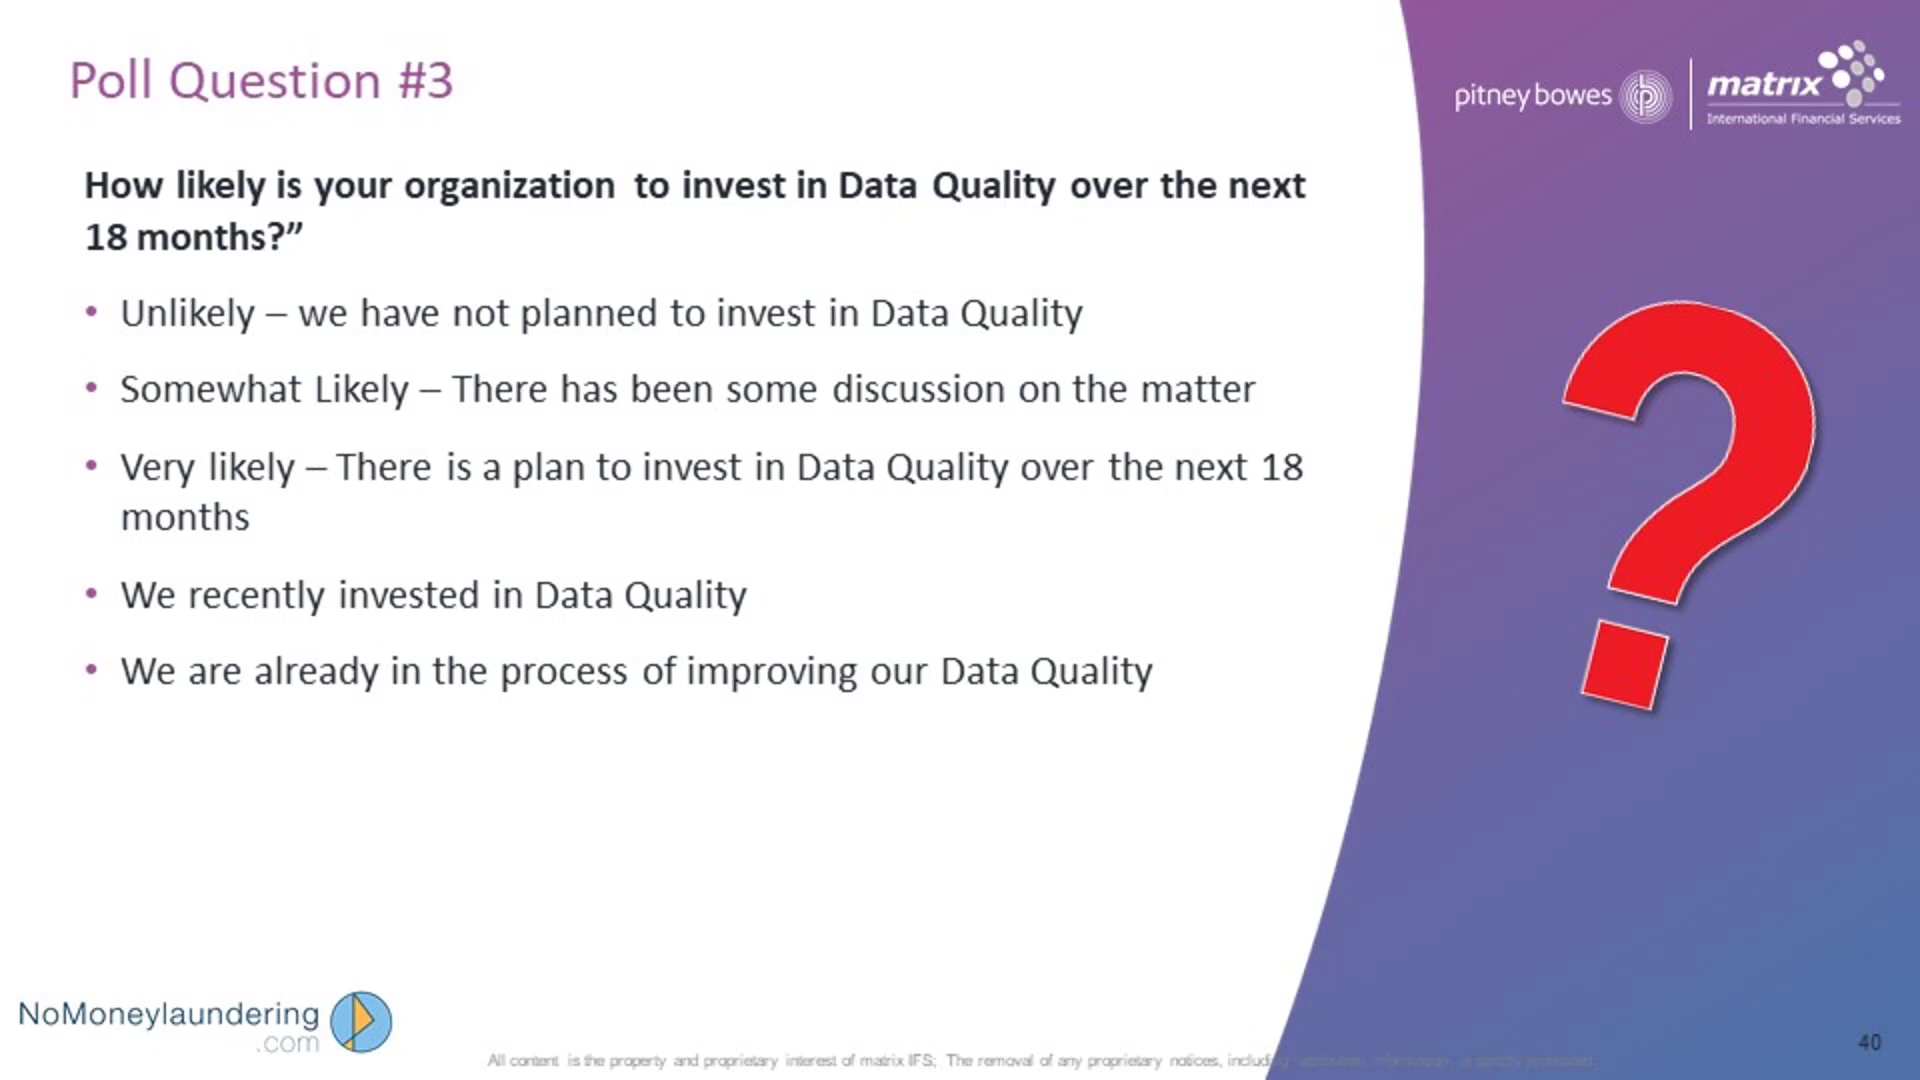 Poll Question #3
pitney bowes
matrix
International Financial Services
How likely is your organization to invest in Data Quality over the next
18 months?”
• Unlikely – we have not planned to invest in Data Quality
• Somewhat Likely – There has been some discussion on the matter
• Very likely – There is a plan to invest in Data Quality over the next 18
months
• We recently invested in Data Quality
• We are already in the process of improving our Data Quality
?
NoMoneylaundering
.com
All content is the property and proprietary interest of matrix IFS; The removal of any proprietary notices, including
40